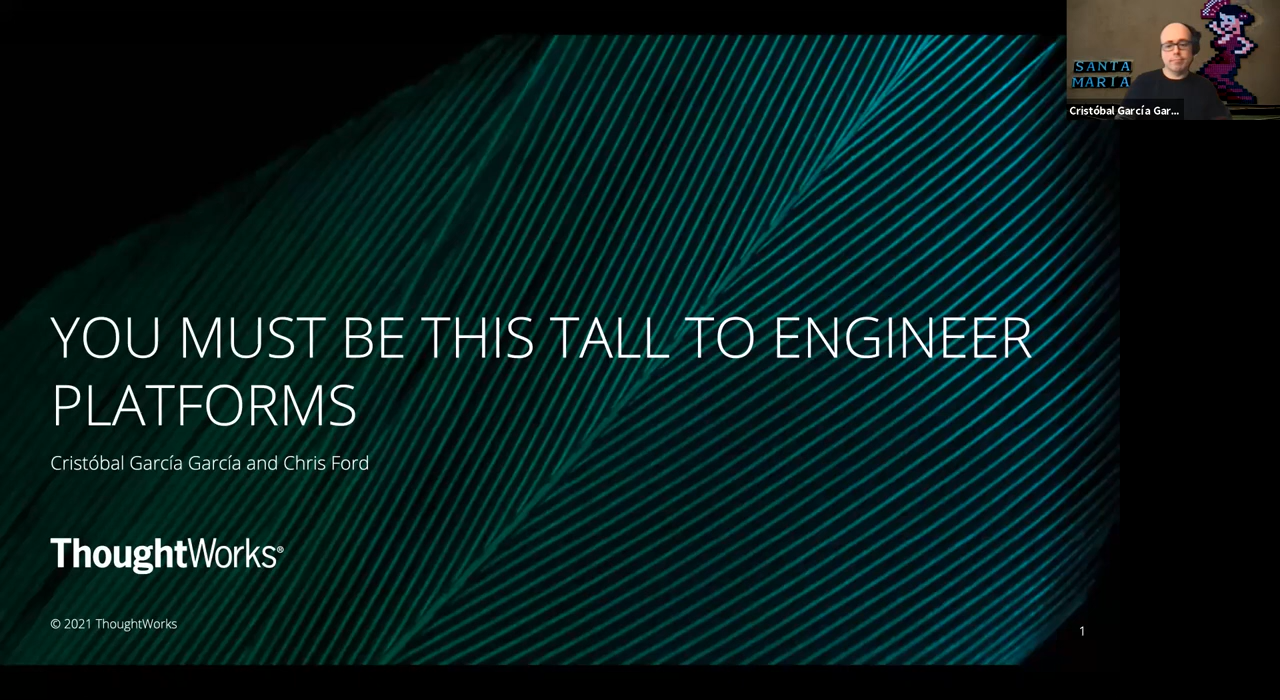 SANTA
MARTA
Cristóbal García Gar...
YOU MUST BE THIS TALL TO ENGINEER
PLATFORMS
Cristóbal García García and Chris Ford
ThoughtWorks®
© 2021 ThoughtWorks
1